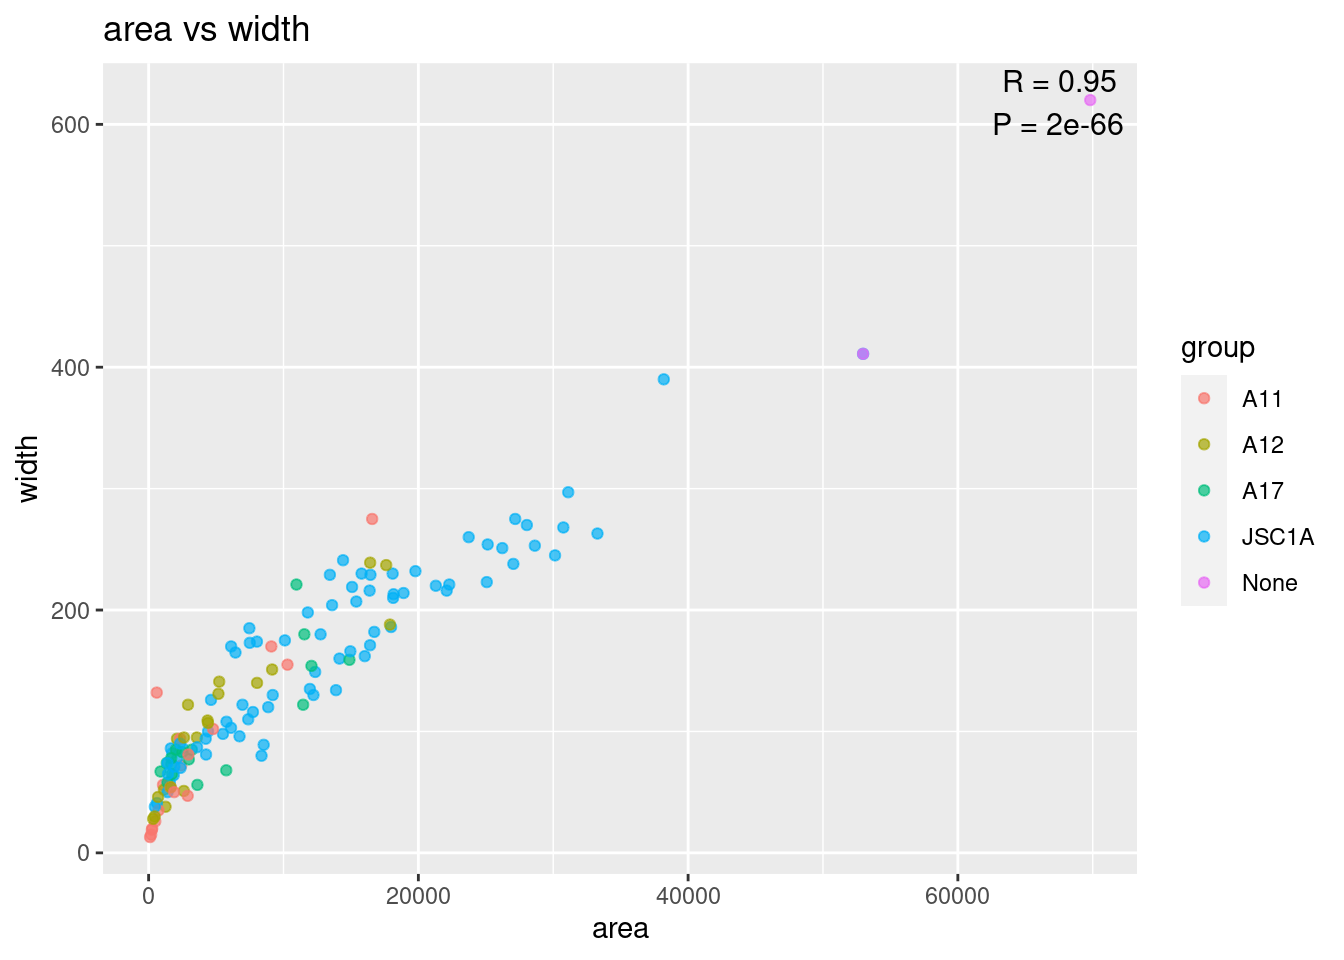 area vs width
R = 0.95
P = 2e-66
600
400
200
0
width
0 20000 40000 60000
area
group
A11
A12
A17
JSC1A
None